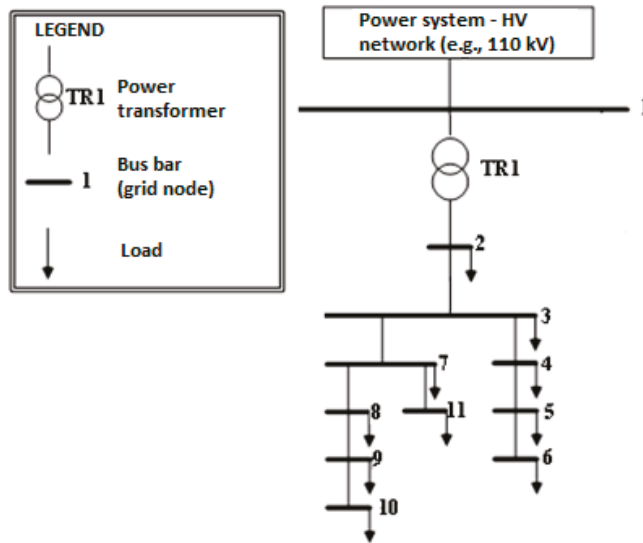 LEGEND
TR1 Power
transformer
1 Bus bar
(grid node)
Load
Power system - HV
network (e.g., 110 kV)
TR1
2
3
7
4
8
11
5
9
6
10